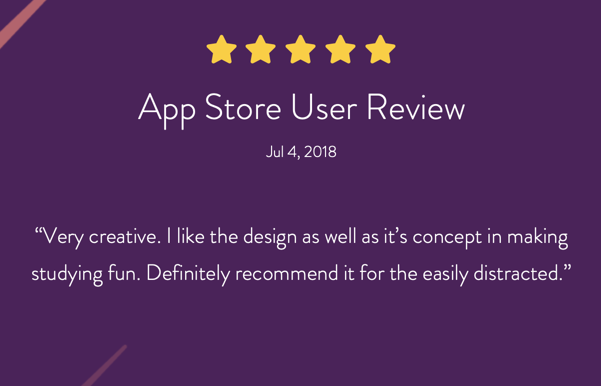 App Store User Review
Jul 4, 2018
“Very creative. I like the design as well as it’s concept in making
studying fun. Definitely recommend it for the easily distracted.”